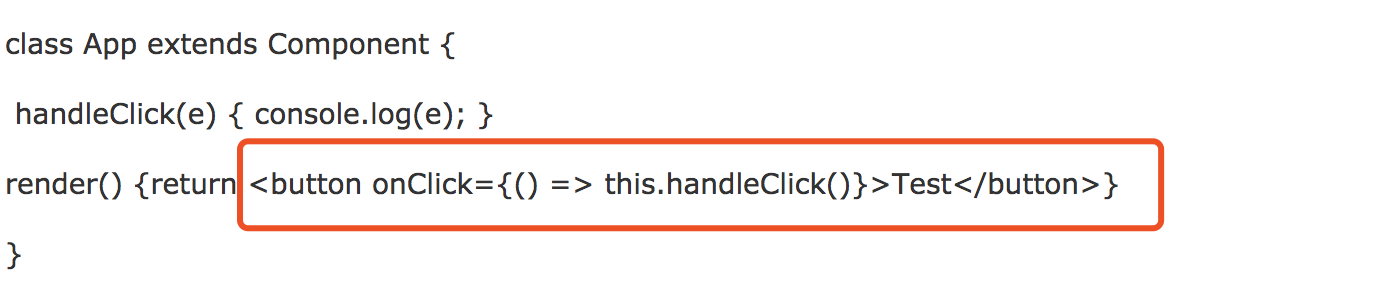 class App extends Component {
handleClick(e) { console.log(e); }
render() {return <button onClick={() => this.handleClick()}>Test</button>}
}